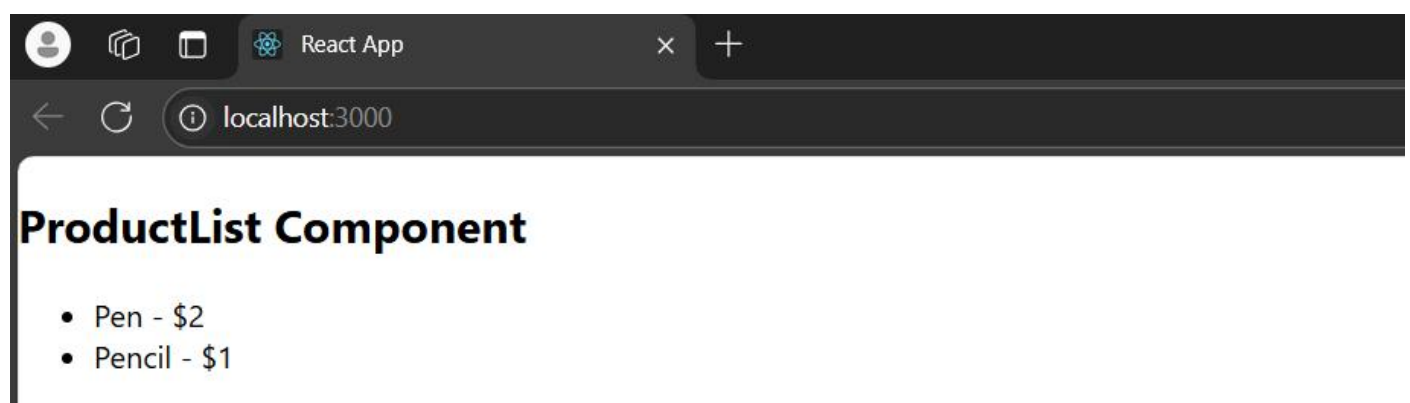 React App
localhost:3000
ProductList Component
Pen - $2
Pencil - $1